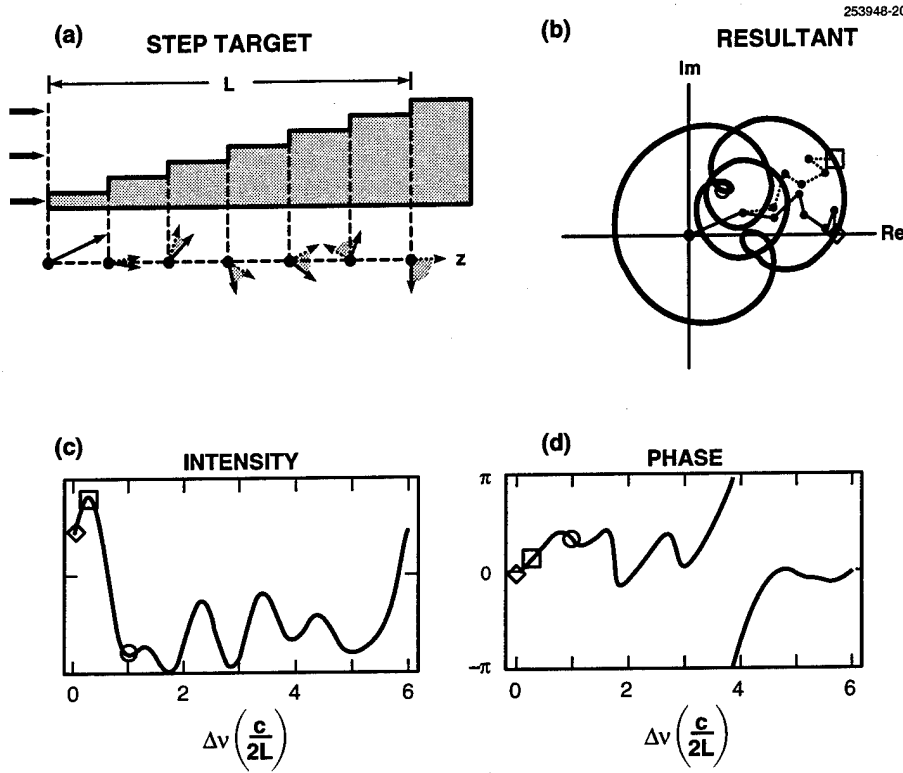 253948-20
(a)
STEP TARGET
L
z
(b)
RESULTANT
Im
Re
(c)
INTENSITY
0
2
4
6
Δν (c/2L)
(d)
PHASE
π
0
-π
0
2
4
6
Δν (c/2L)